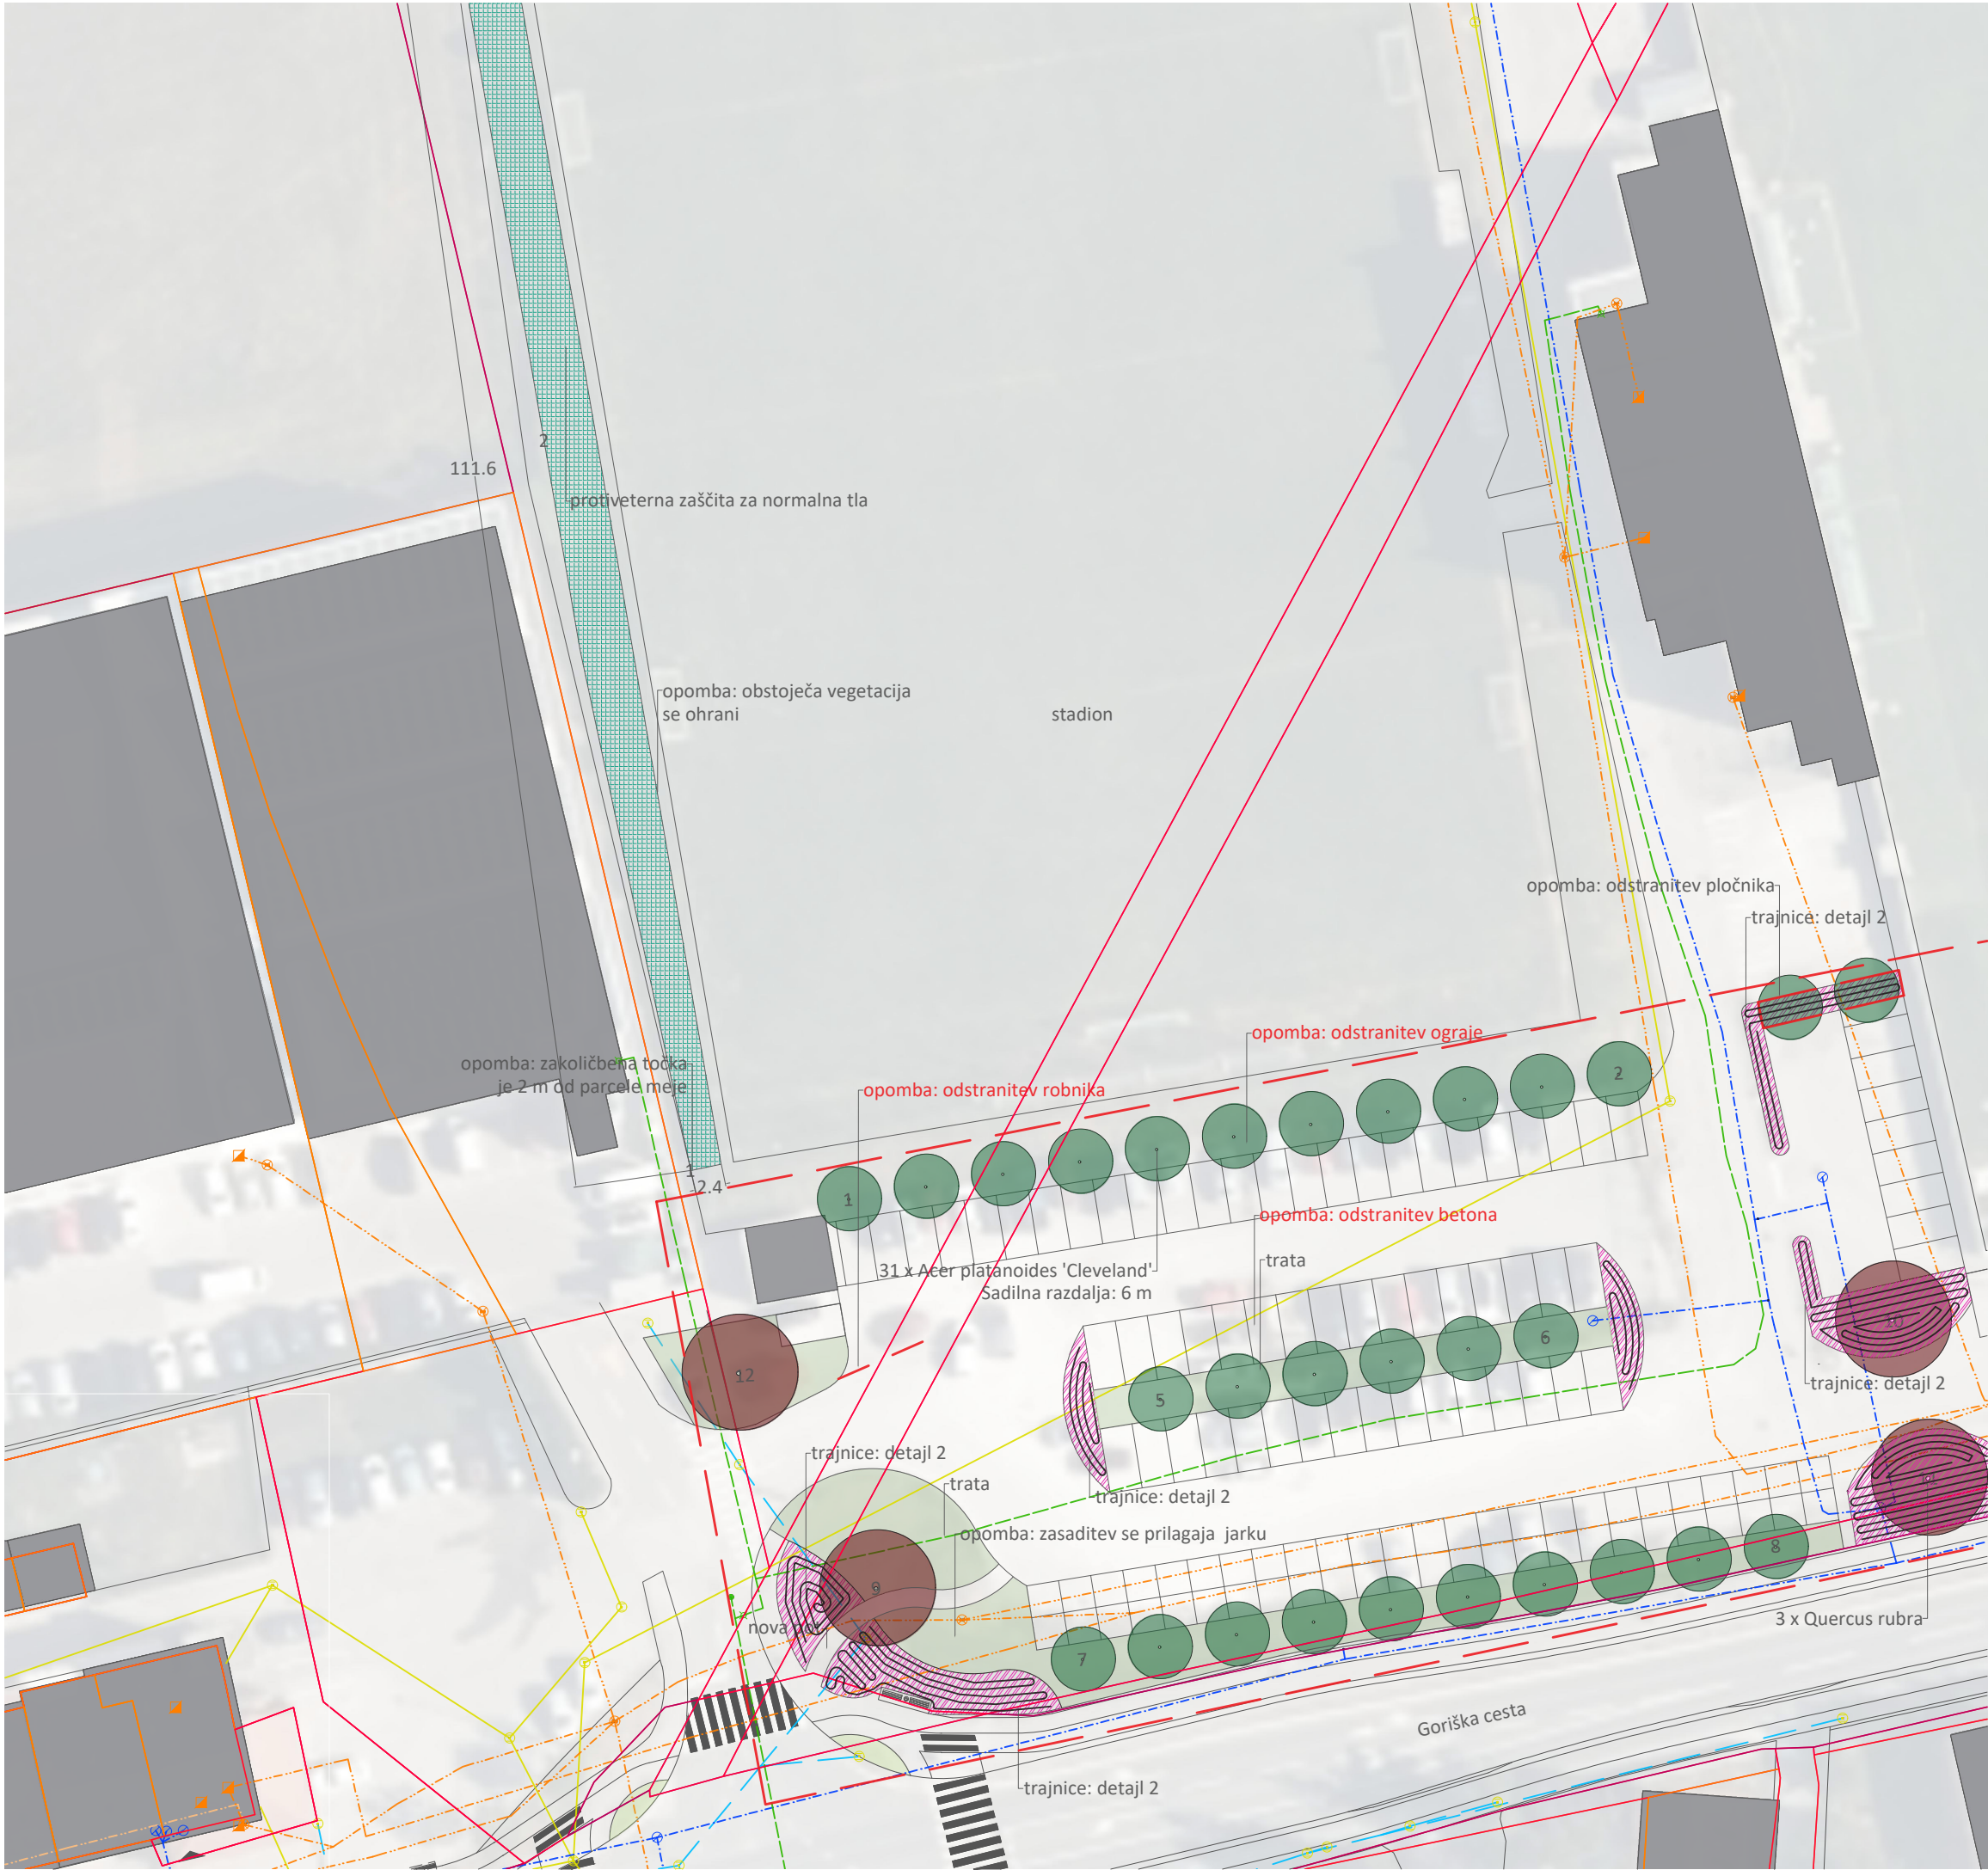 2
111.6
protiveterna zaščita za normalna tla
opomba: obstoječa vegetacija
se ohrani
stadion
opomba: odstranitev pločnika
trajnice: detajl 2
opomba: odstranitev ograje
opomba: zakoličbena točka
je 2 m od parcele meje
opomba: odstranitev robnika
2
1
2.4
1
opomba: odstranitev betona
trata
31 x Acer platanoides 'Cleveland'
Sadilna razdalja: 6 m
10
6
12
5
trajnice: detajl 2
trajnice: detajl 2
trata
trajnice: detajl 2
opomba: zasaditev se prilagaja jarku
8
9
3 x Quercus rubra
nova
7
Goriška cesta
trajnice: detajl 2